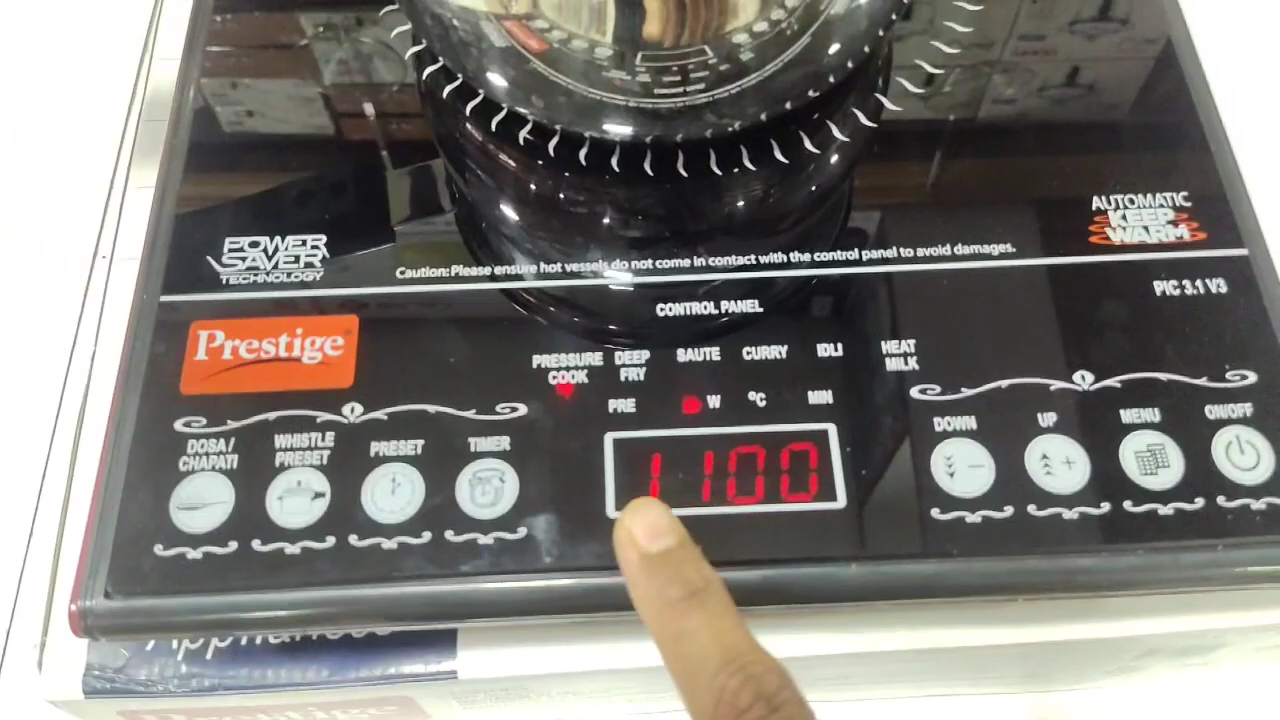 POWER
SAVER
TECHNOLOGY
AUTOMATIC
KEEP
WARM
Caution: Please ensure hot vessels do not come in contact with the control panel to avoid damages.
PIC 3.1 V3
CONTROL PANEL
Prestige
PRESSURE COOK
DEEP FRY
SAUTE
CURRY
IDLI
HEAT MILK
PRE
W
°C
MIN
1100
DOSA / CHAPATI
WHISTLE PRESET
PRESET
TIMER
DOWN
UP
MENU
ON/OFF
Appliances
Prestige